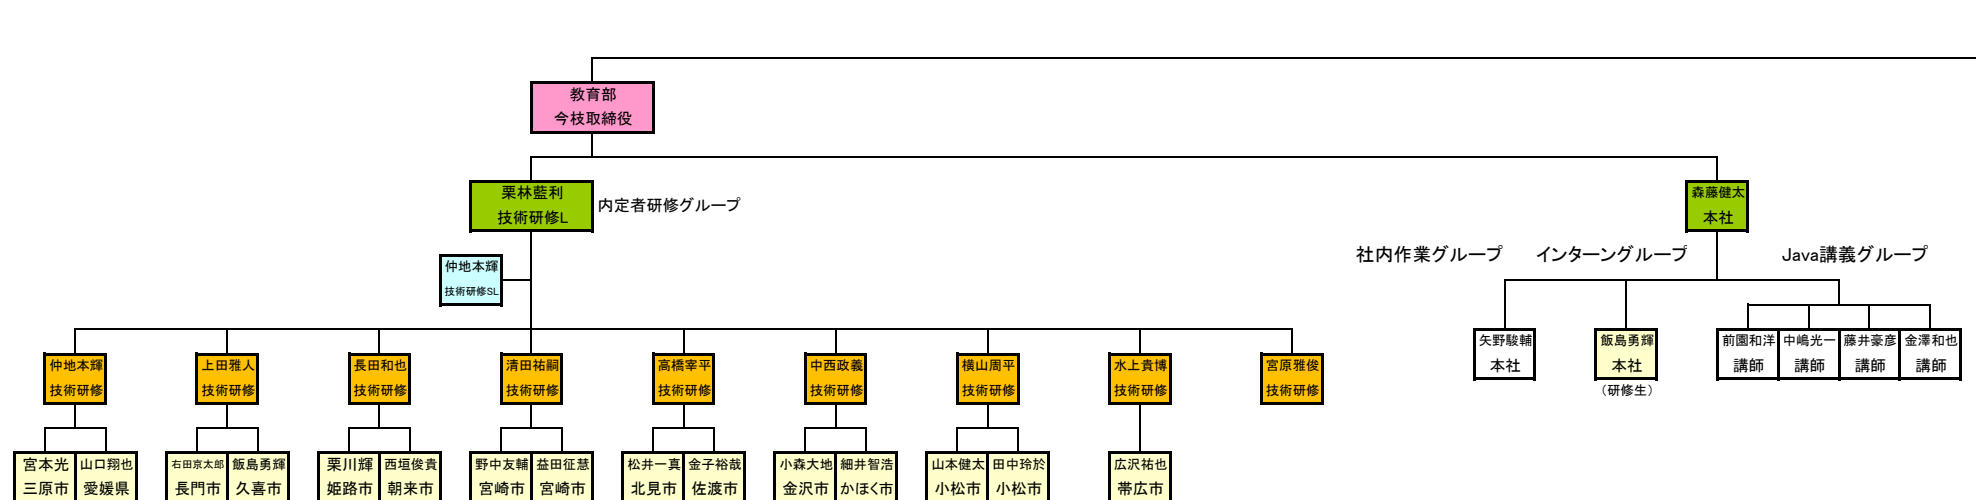 教育部
今枝取締役
栗林藍利
技術研修L
内定者研修グループ
森藤健太
本社
仲地本輝
技術研修SL
社内作業グループ
インターングループ
Java講義グループ
矢野駿輔
本社
飯島勇輝
本社
（研修生）
前園和洋
講師
中嶋光一
講師
藤井豪彦
講師
金澤和也
講師
仲地本輝
技術研修
上田雅人
技術研修
長田和也
技術研修
清田祐嗣
技術研修
高橋宰平
技術研修
中西政義
技術研修
横山周平
技術研修
水上貴博
技術研修
宮原雅俊
技術研修
宮本光
三原市
山口翔也
愛媛県
右田京太郎
長門市
飯島勇輝
久喜市
栗川輝
姫路市
西垣俊貴
朝来市
野中友輔
宮崎市
益田征慧
宮崎市
松井一真
北見市
金子裕哉
佐渡市
小森大地
金沢市
細井智浩
かほく市
山本健太
小松市
田中玲於
小松市
広沢祐也
帯広市